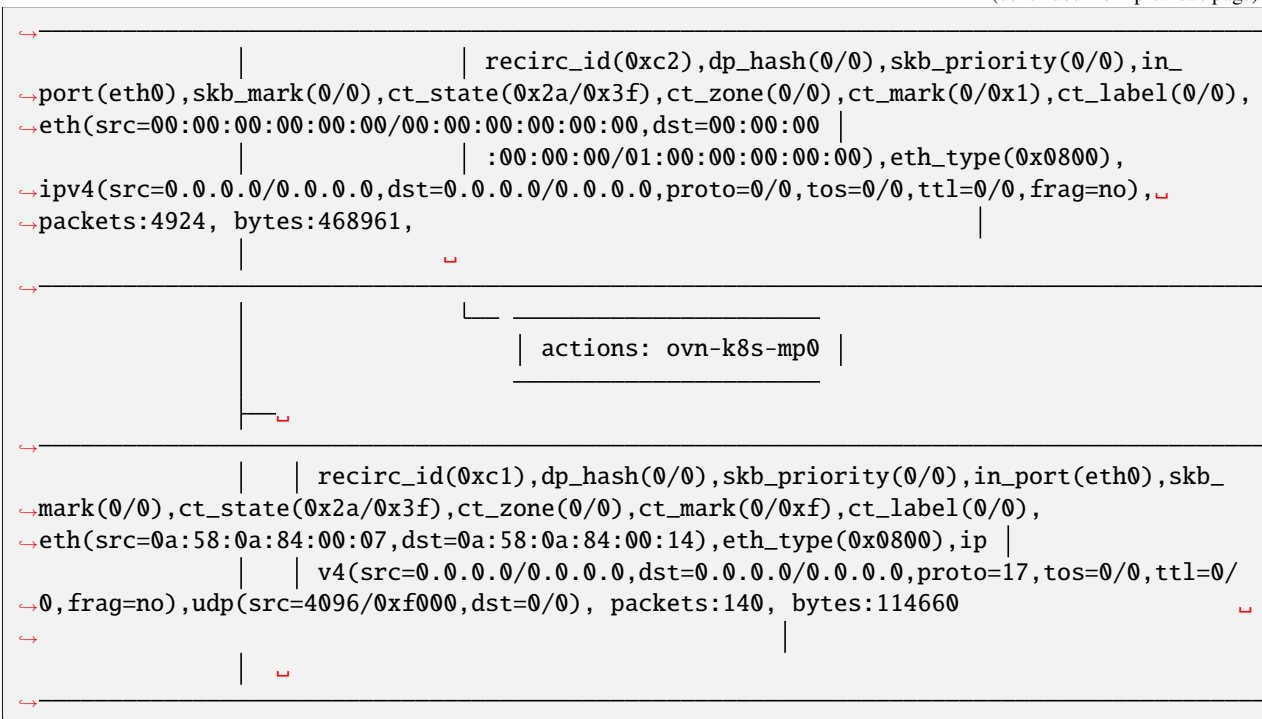 recirc_id(0xc2),dp_hash(0/0),skb_priority(0/0),in_
↪port(eth0),skb_mark(0/0),ct_state(0x2a/0x3f),ct_zone(0/0),ct_mark(0/0x1),ct_label(0/0),
↪eth(src=00:00:00:00:00:00/00:00:00:00:00:00,dst=00:00:00 │
│ │ :00:00:00/01:00:00:00:00:00),eth_type(0x0800),
↪ipv4(src=0.0.0.0/0.0.0.0,dst=0.0.0.0/0.0.0.0,proto=0/0,tos=0/0,ttl=0/0,frag=no),␣
↪packets:4924, bytes:468961, │
│ ␣
│ actions: ovn-k8s-mp0 │
├──␣
│ │ recirc_id(0xc1),dp_hash(0/0),skb_priority(0/0),in_port(eth0),skb_
↪mark(0/0),ct_state(0x2a/0x3f),ct_zone(0/0),ct_mark(0/0xf),ct_label(0/0),
↪eth(src=0a:58:0a:84:00:07,dst=0a:58:0a:84:00:14),eth_type(0x0800),ip │
│ │ v4(src=0.0.0.0/0.0.0.0,dst=0.0.0.0/0.0.0.0,proto=17,tos=0/0,ttl=0/
↪0,frag=no),udp(src=4096/0xf000,dst=0/0), packets:140, bytes:114660 ␣
↪ │
│ ␣